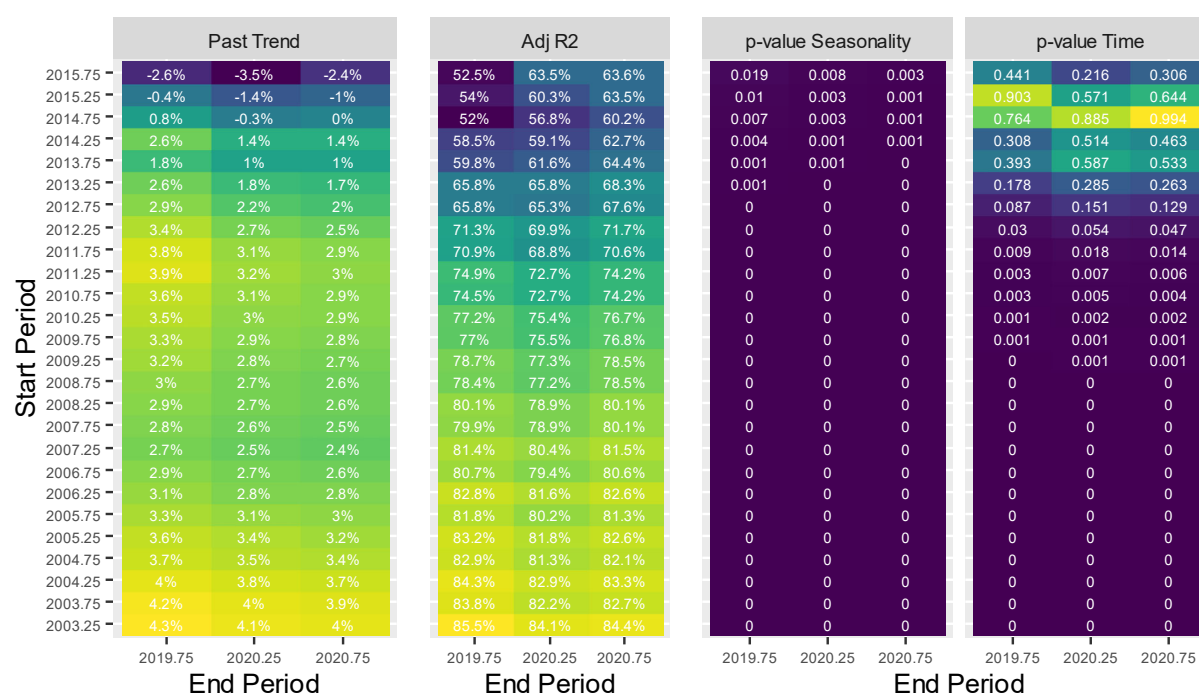 Past Trend Adj R2 p-value Seasonality p-value Time
2015.75 -2.6% -3.5% -2.4% 52.5% 63.5% 63.6% 0.019 0.008 0.003 0.441 0.216 0.306
2015.25 -0.4% -1.4% -1% 54% 60.3% 63.5% 0.01 0.003 0.001 0.903 0.571 0.644
2014.75 0.8% -0.3% 0% 52% 56.8% 60.2% 0.007 0.003 0.001 0.764 0.885 0.994
2014.25 2.6% 1.4% 1.4% 58.5% 59.1% 62.7% 0.004 0.001 0.001 0.308 0.514 0.463
2013.75 1.8% 1% 1% 59.8% 61.6% 64.4% 0.001 0.001 0 0.393 0.587 0.533
2013.25 2.6% 1.8% 1.7% 65.8% 65.8% 68.3% 0.001 0 0 0.178 0.285 0.263
2012.75 2.9% 2.2% 2% 65.8% 65.3% 67.6% 0 0 0 0.087 0.151 0.129
2012.25 3.4% 2.7% 2.5% 71.3% 69.9% 71.7% 0 0 0 0.03 0.054 0.047
2011.75 3.8% 3.1% 2.9% 70.9% 68.8% 70.6% 0 0 0 0.009 0.018 0.014
2011.25 3.9% 3.2% 3% 74.9% 72.7% 74.2% 0 0 0 0.003 0.007 0.006
2010.75 3.6% 3.1% 2.9% 74.5% 72.7% 74.2% 0 0 0 0.003 0.005 0.004
2010.25 3.5% 3% 2.9% 77.2% 75.4% 76.7% 0 0 0 0.001 0.002 0.002
2009.75 3.3% 2.9% 2.8% 77% 75.5% 76.8% 0 0 0 0.001 0.001 0.001
2009.25 3.2% 2.8% 2.7% 78.7% 77.3% 78.5% 0 0 0 0 0.001 0.001
2008.75 3% 2.7% 2.6% 78.4% 77.2% 78.5% 0 0 0 0 0 0
2008.25 2.9% 2.7% 2.6% 80.1% 78.9% 80.1% 0 0 0 0 0 0
2007.75 2.8% 2.6% 2.5% 79.9% 78.9% 80.1% 0 0 0 0 0 0
2007.25 2.7% 2.5% 2.4% 81.4% 80.4% 81.5% 0 0 0 0 0 0
2006.75 2.9% 2.7% 2.6% 80.7% 79.4% 80.6% 0 0 0 0 0 0
2006.25 3.1% 2.8% 2.8% 82.8% 81.6% 82.6% 0 0 0 0 0 0
2005.75 3.3% 3.1% 3% 81.8% 80.2% 81.3% 0 0 0 0 0 0
2005.25 3.6% 3.4% 3.2% 83.2% 81.8% 82.6% 0 0 0 0 0 0
2004.75 3.7% 3.5% 3.4% 82.9% 81.3% 82.1% 0 0 0 0 0 0
2004.25 4% 3.8% 3.7% 84.3% 82.9% 83.3% 0 0 0 0 0 0
2003.75 4.2% 4% 3.9% 83.8% 82.2% 82.7% 0 0 0 0 0 0
2003.25 4.3% 4.1% 4% 85.5% 84.1% 84.4% 0 0 0 0 0 0
Start Period
2019.75 2020.25 2020.75 2019.75 2020.25 2020.75 2019.75 2020.25 2020.75 2019.75 2020.25 2020.75
End Period End Period End Period